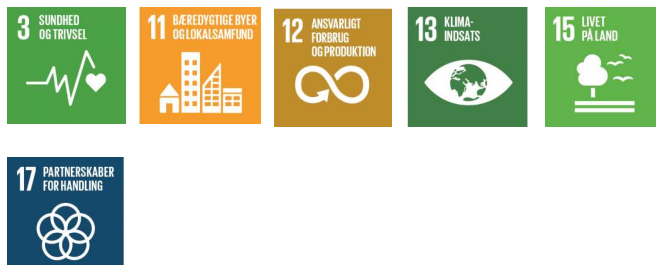 3 SUNDHED
OG TRIVSEL
11 BÆREDYGTIGE BYER
OG LOKALSAMFUND
12 ANSVARLIGT
FORBRUG
OG PRODUKTION
13 KLIMA-
INDSATS
15 LIVET
PÅ LAND
17 PARTNERSKABER
FOR HANDLING